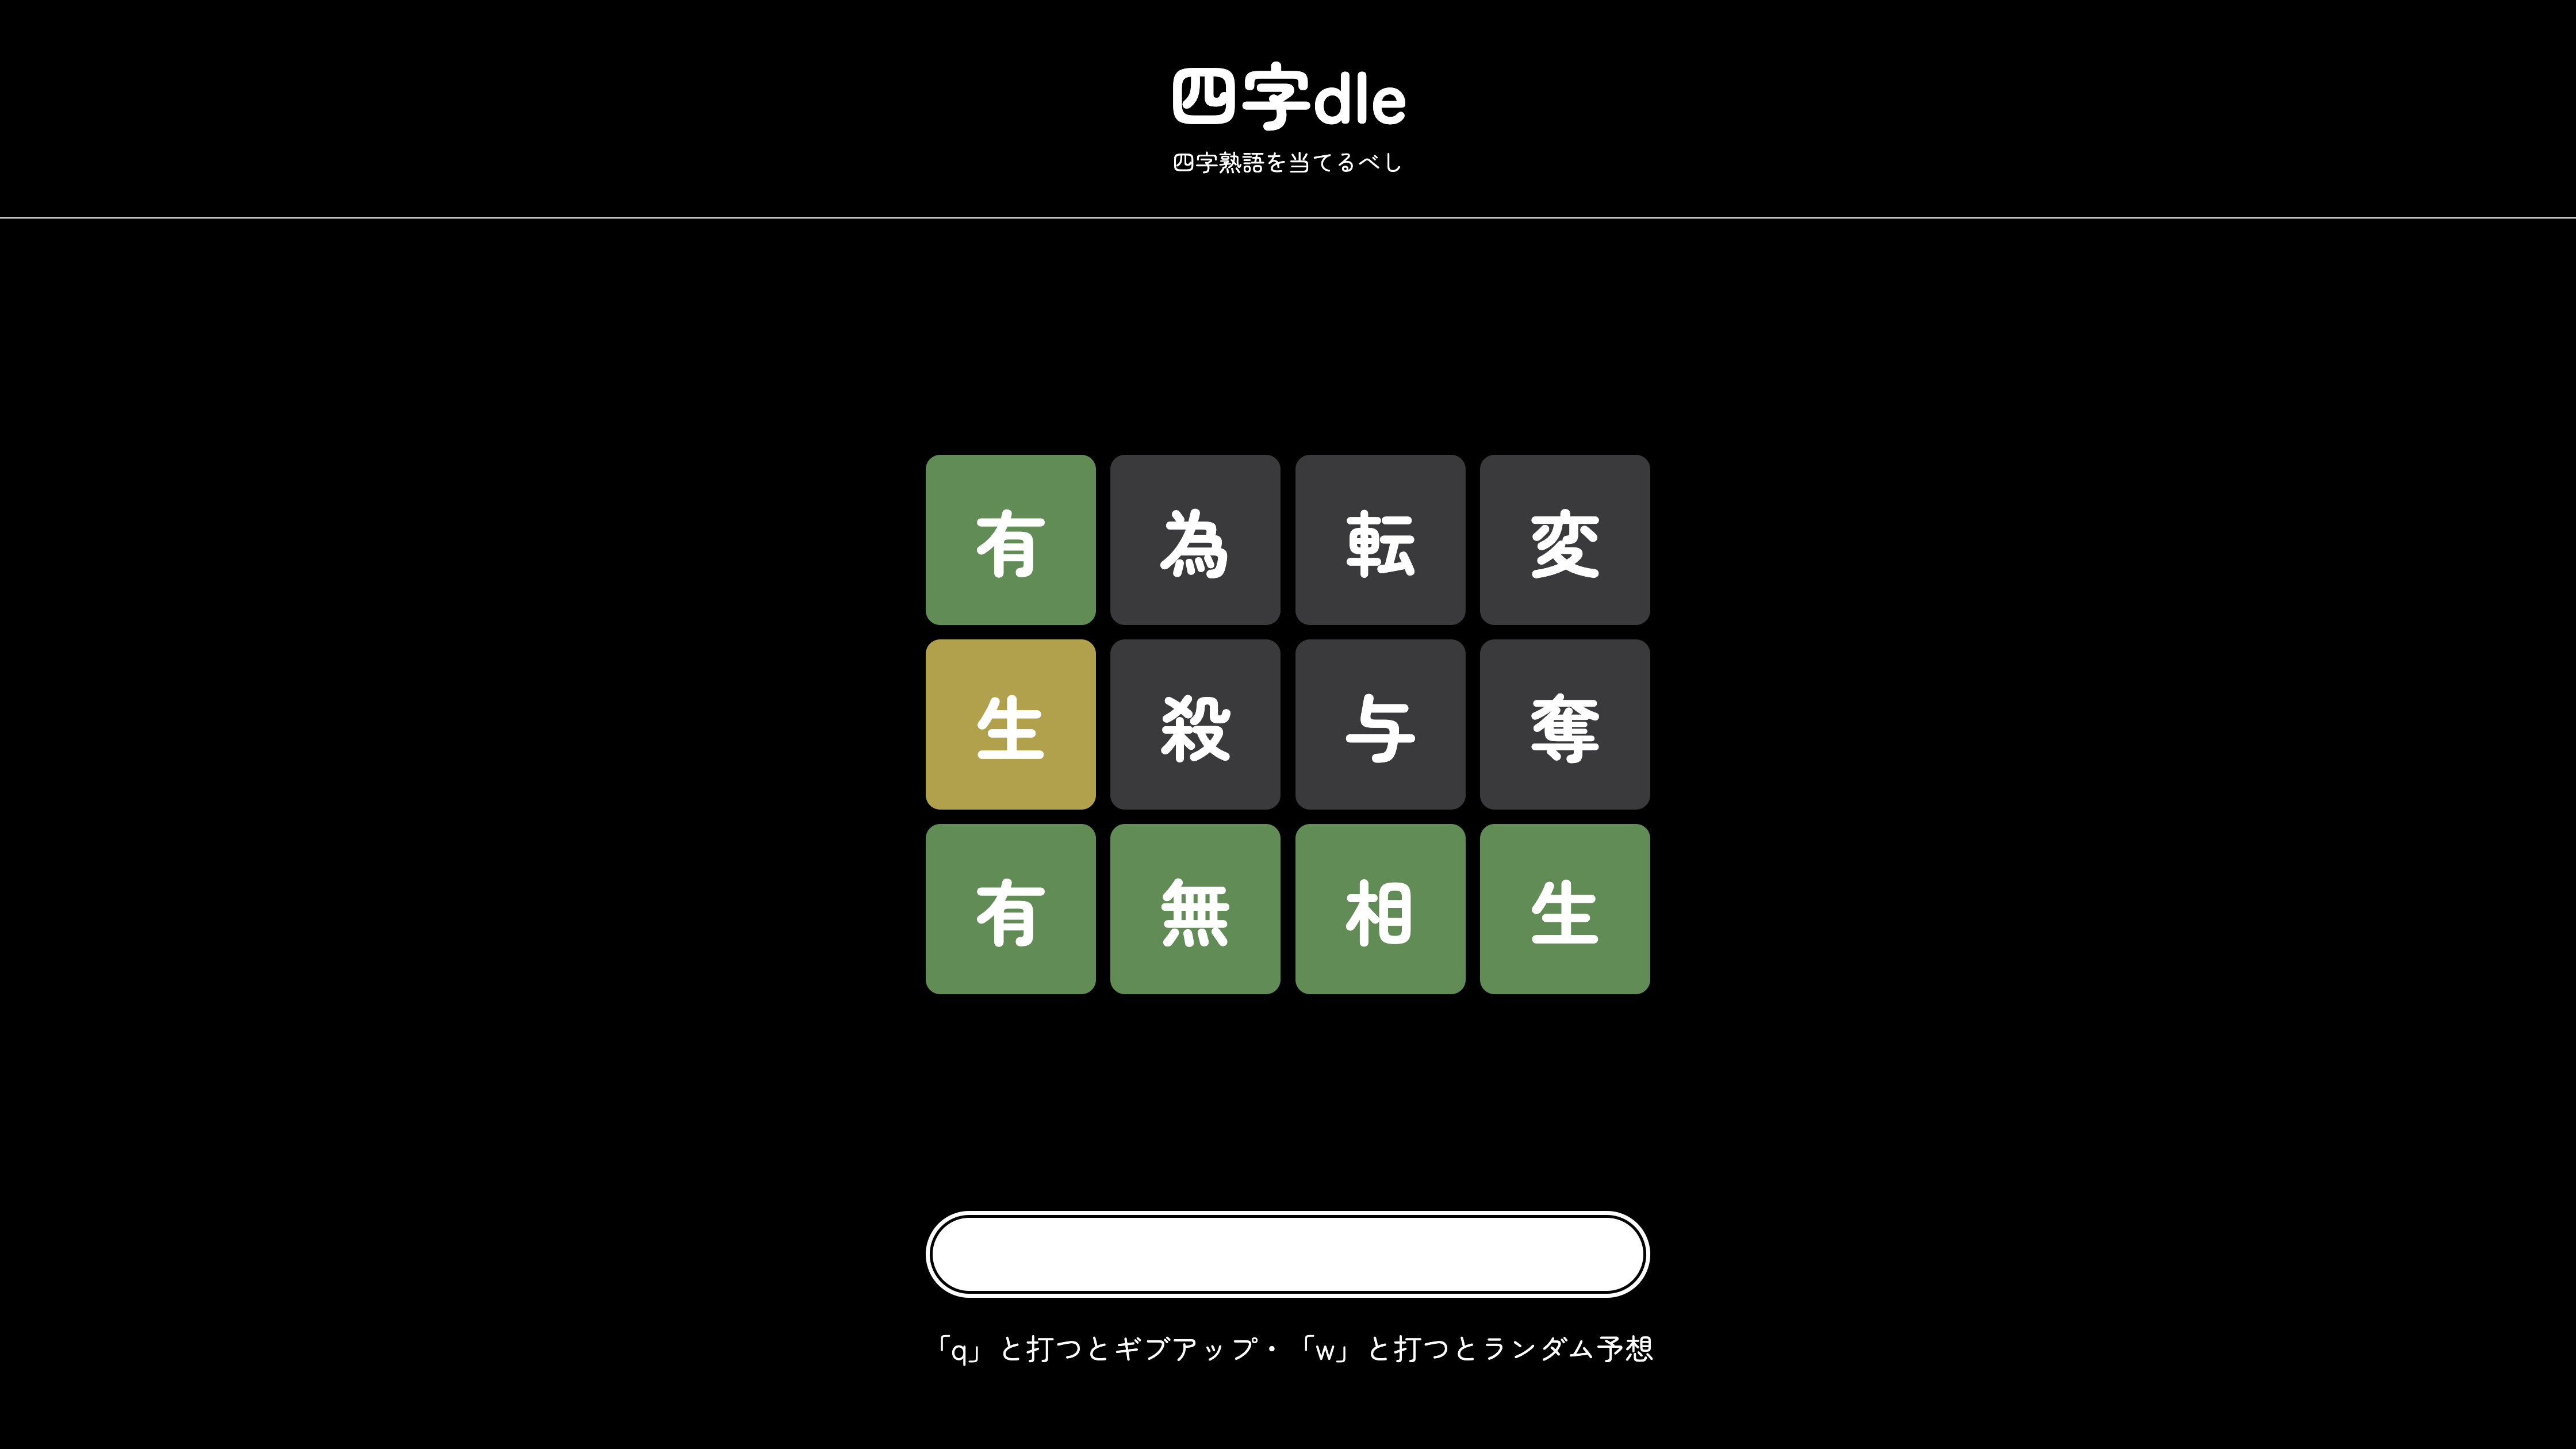 四字dle
四字熟語を当てるべし
有為転変
生殺与奪
有無相生
「q」と打つとギブアップ・「w」と打つとランダム予想